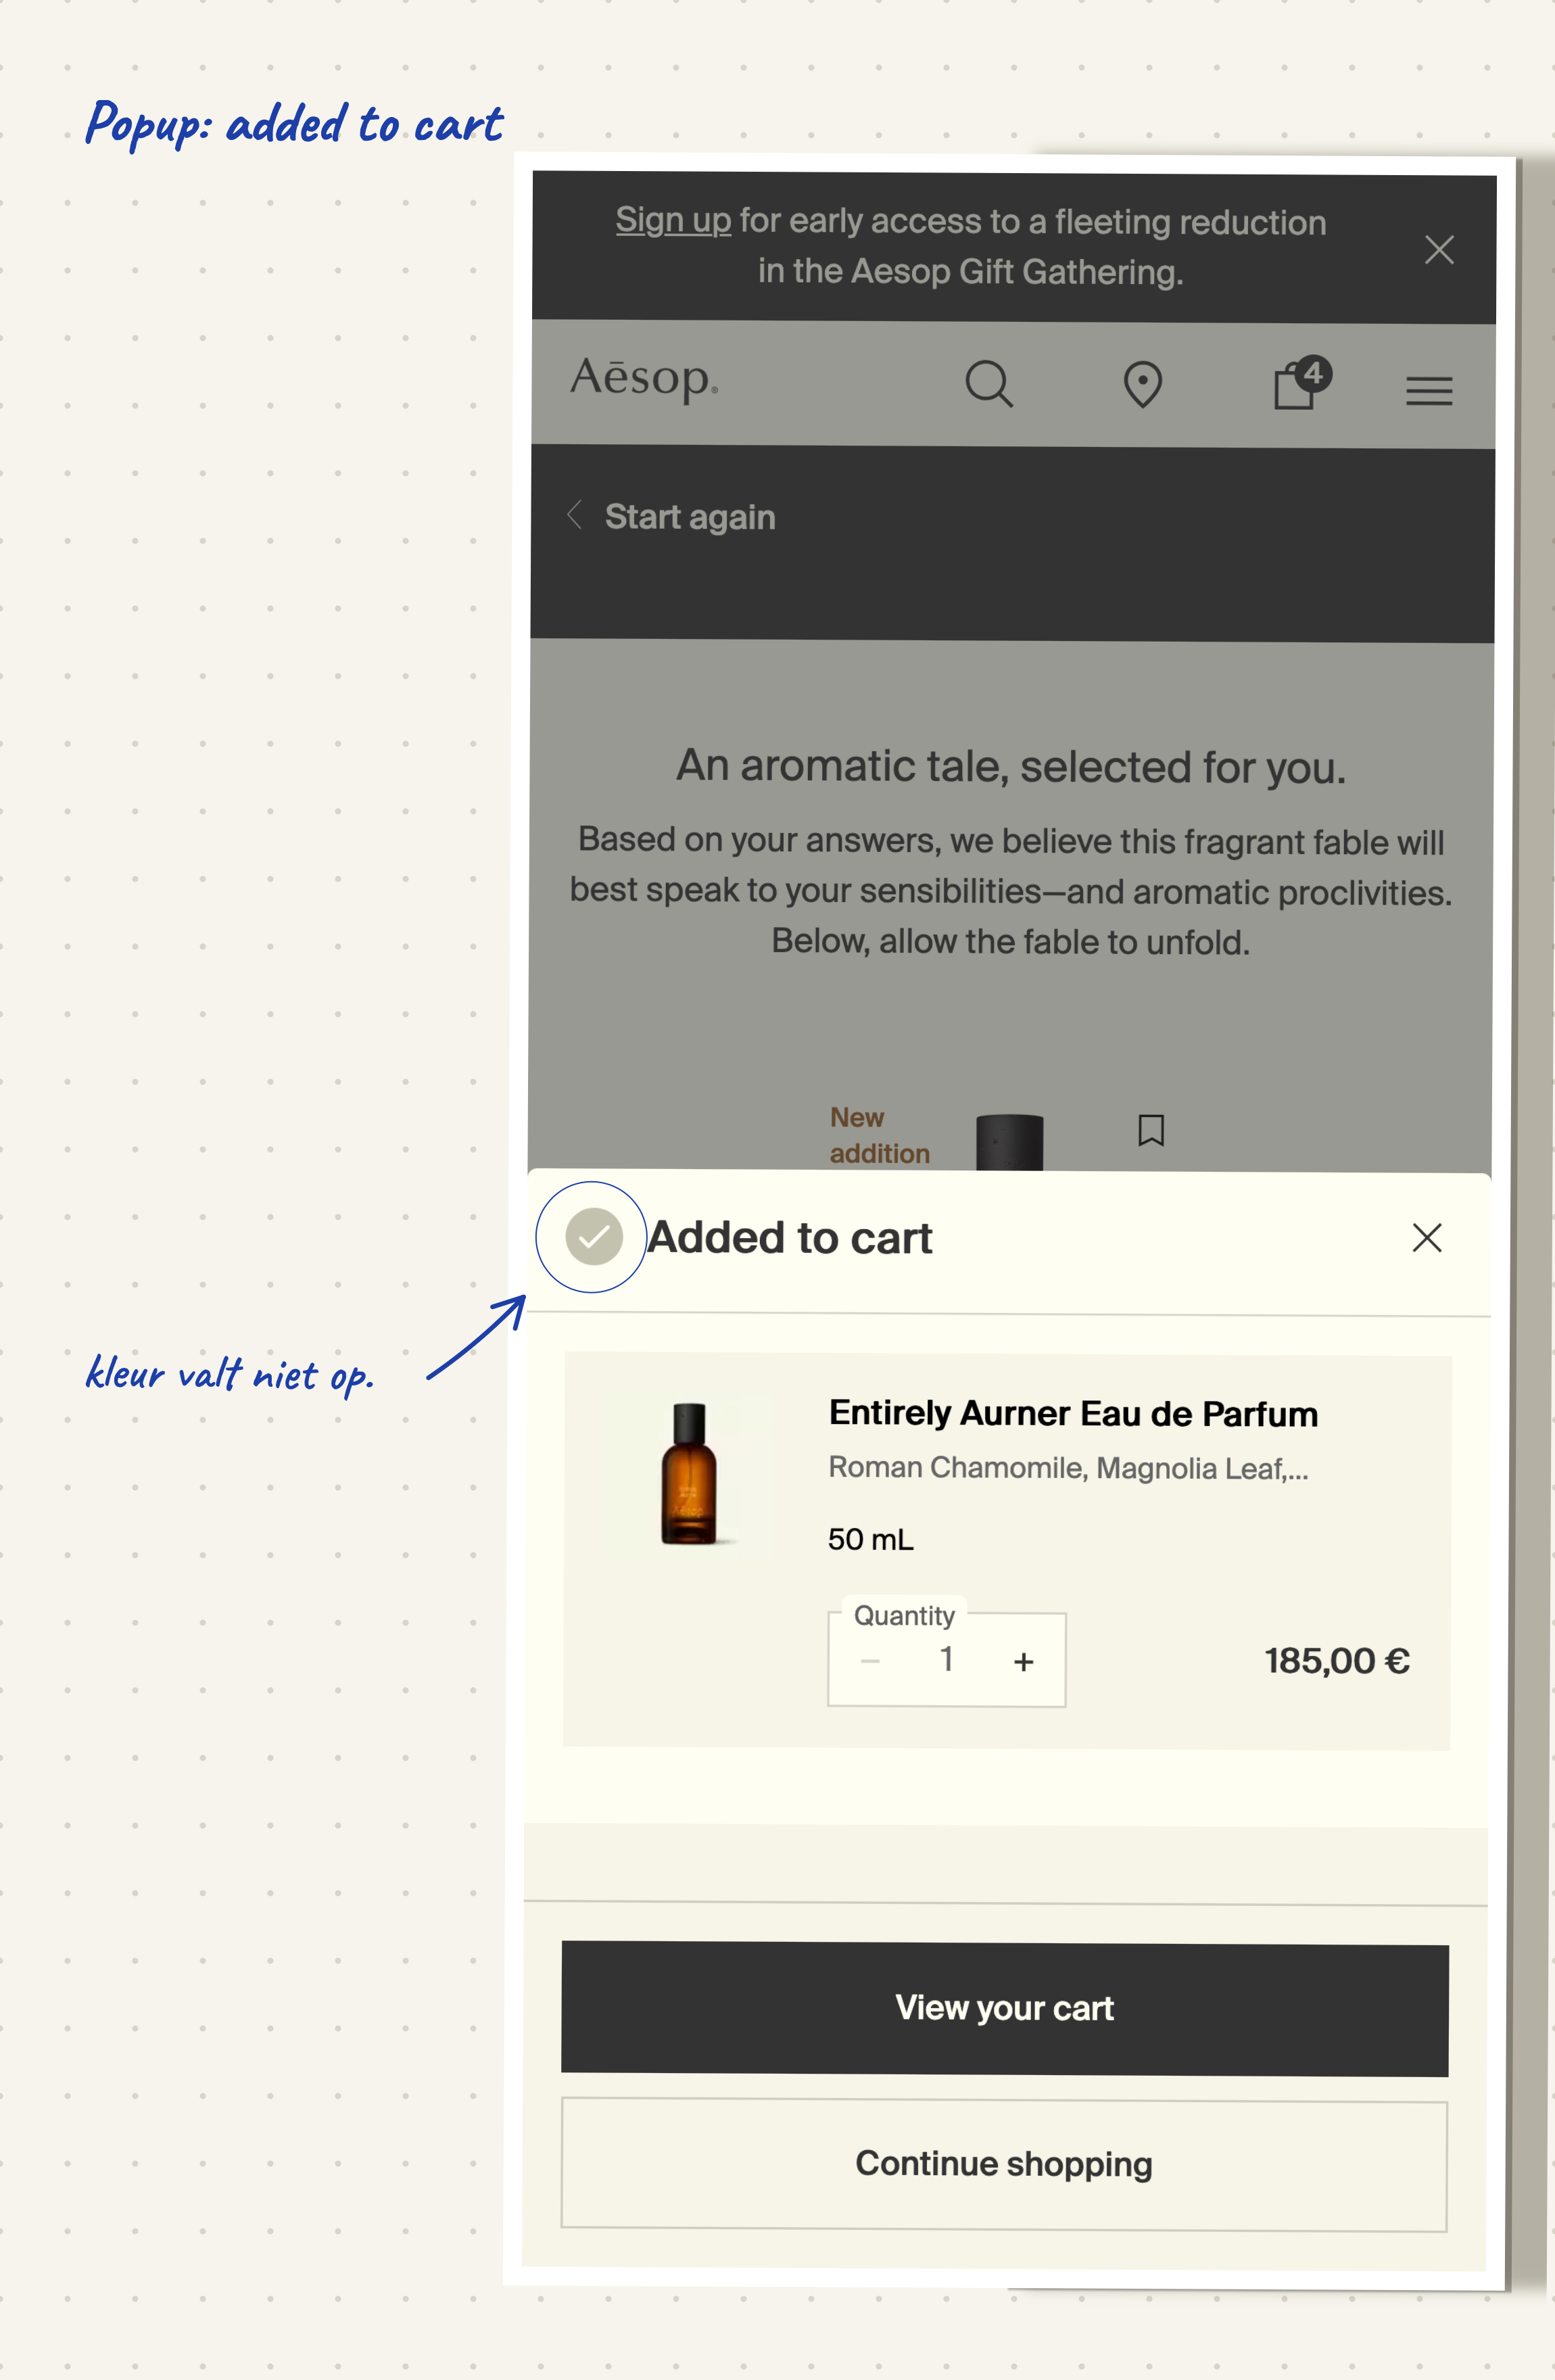 Popup: added to cart
Sign up for early access to a fleeting reduction
in the Aesop Gift Gathering.
Aēsop®
4
Start again
An aromatic tale, selected for you.
Based on your answers, we believe this fragrant fable will
best speak to your sensibilities—and aromatic proclivities.
Below, allow the fable to unfold.
New
addition
Added to cart
kleur valt niet op.
Entirely Aurner Eau de Parfum
Roman Chamomile, Magnolia Leaf,...
Aēsop
50 mL
Quantity
− 1 +
185,00 €
View your cart
Continue shopping